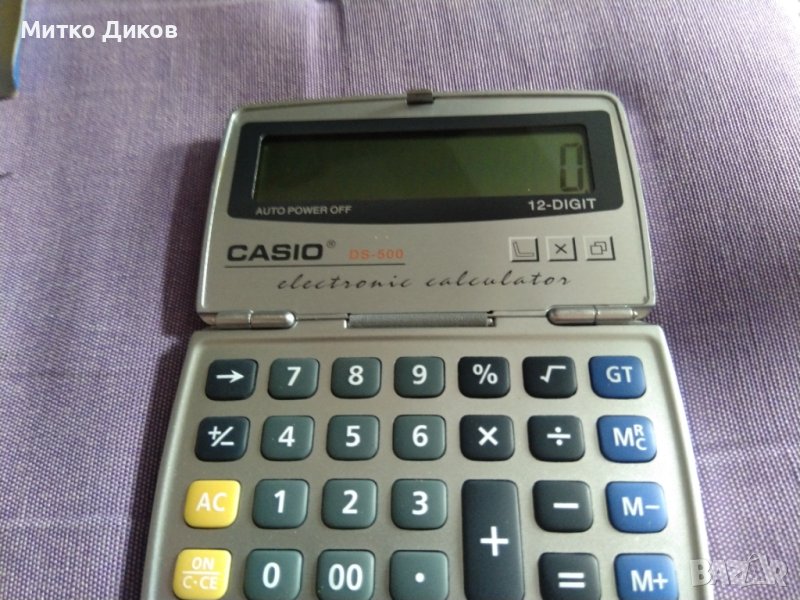 Митко Диков
0
AUTO POWER OFF 12-DIGIT
CASIO® DS-500
electronic calculator
→ 7 8 9 % √ GT
+/− 4 5 6 × ÷ MRC
AC 1 2 3 − M−
+
ON
C·CE 0 00 · = M+
BAZAR